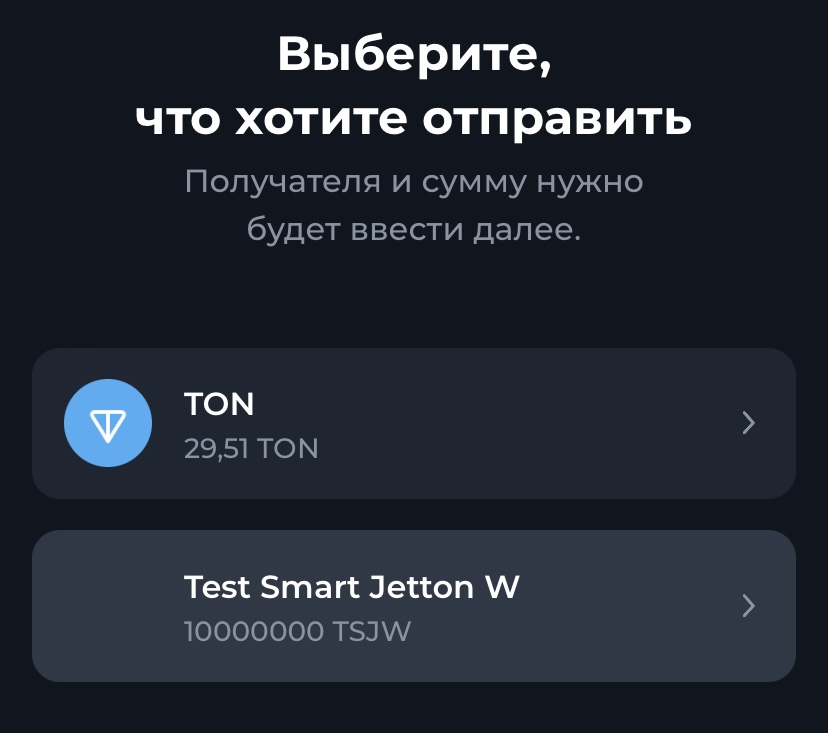 Выберите,
что хотите отправить
Получателя и сумму нужно
будет ввести далее.
TON
29,51 TON
Test Smart Jetton W
10000000 TSJW